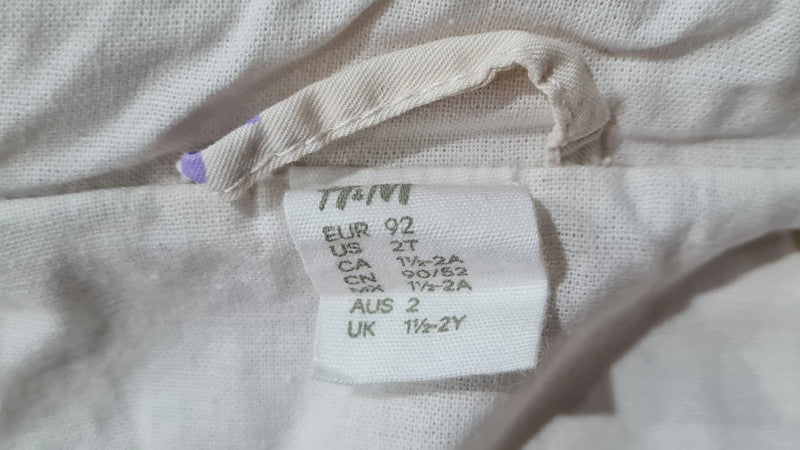 H&M
EUR 92
US 2T
CA 1½-2A
CN 90/52
MX 1½-2A
AUS 2
UK 1½-2Y